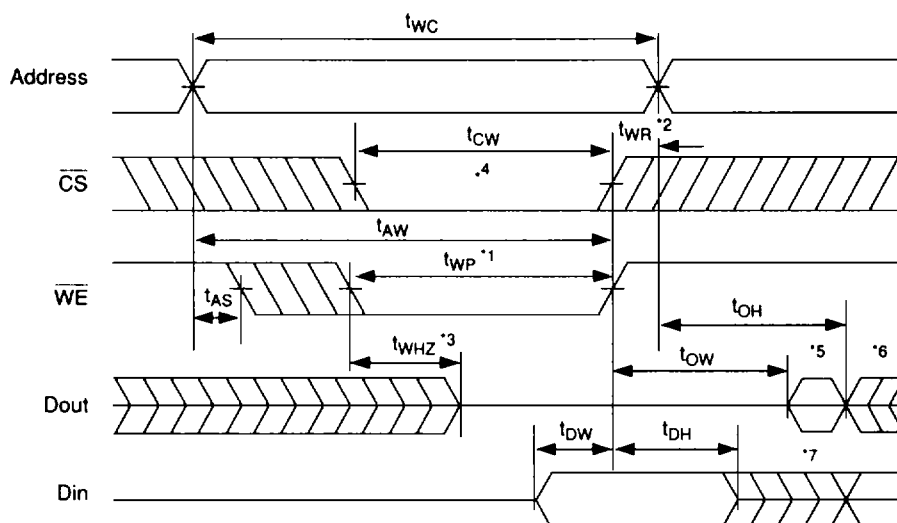 tWC
Address
tCW
tWR *2
CS
*4
tAW
tWP *1
WE
tAS
tOH
tWHZ *3
tOW
*5
*6
Dout
tDW
tDH
*7
Din